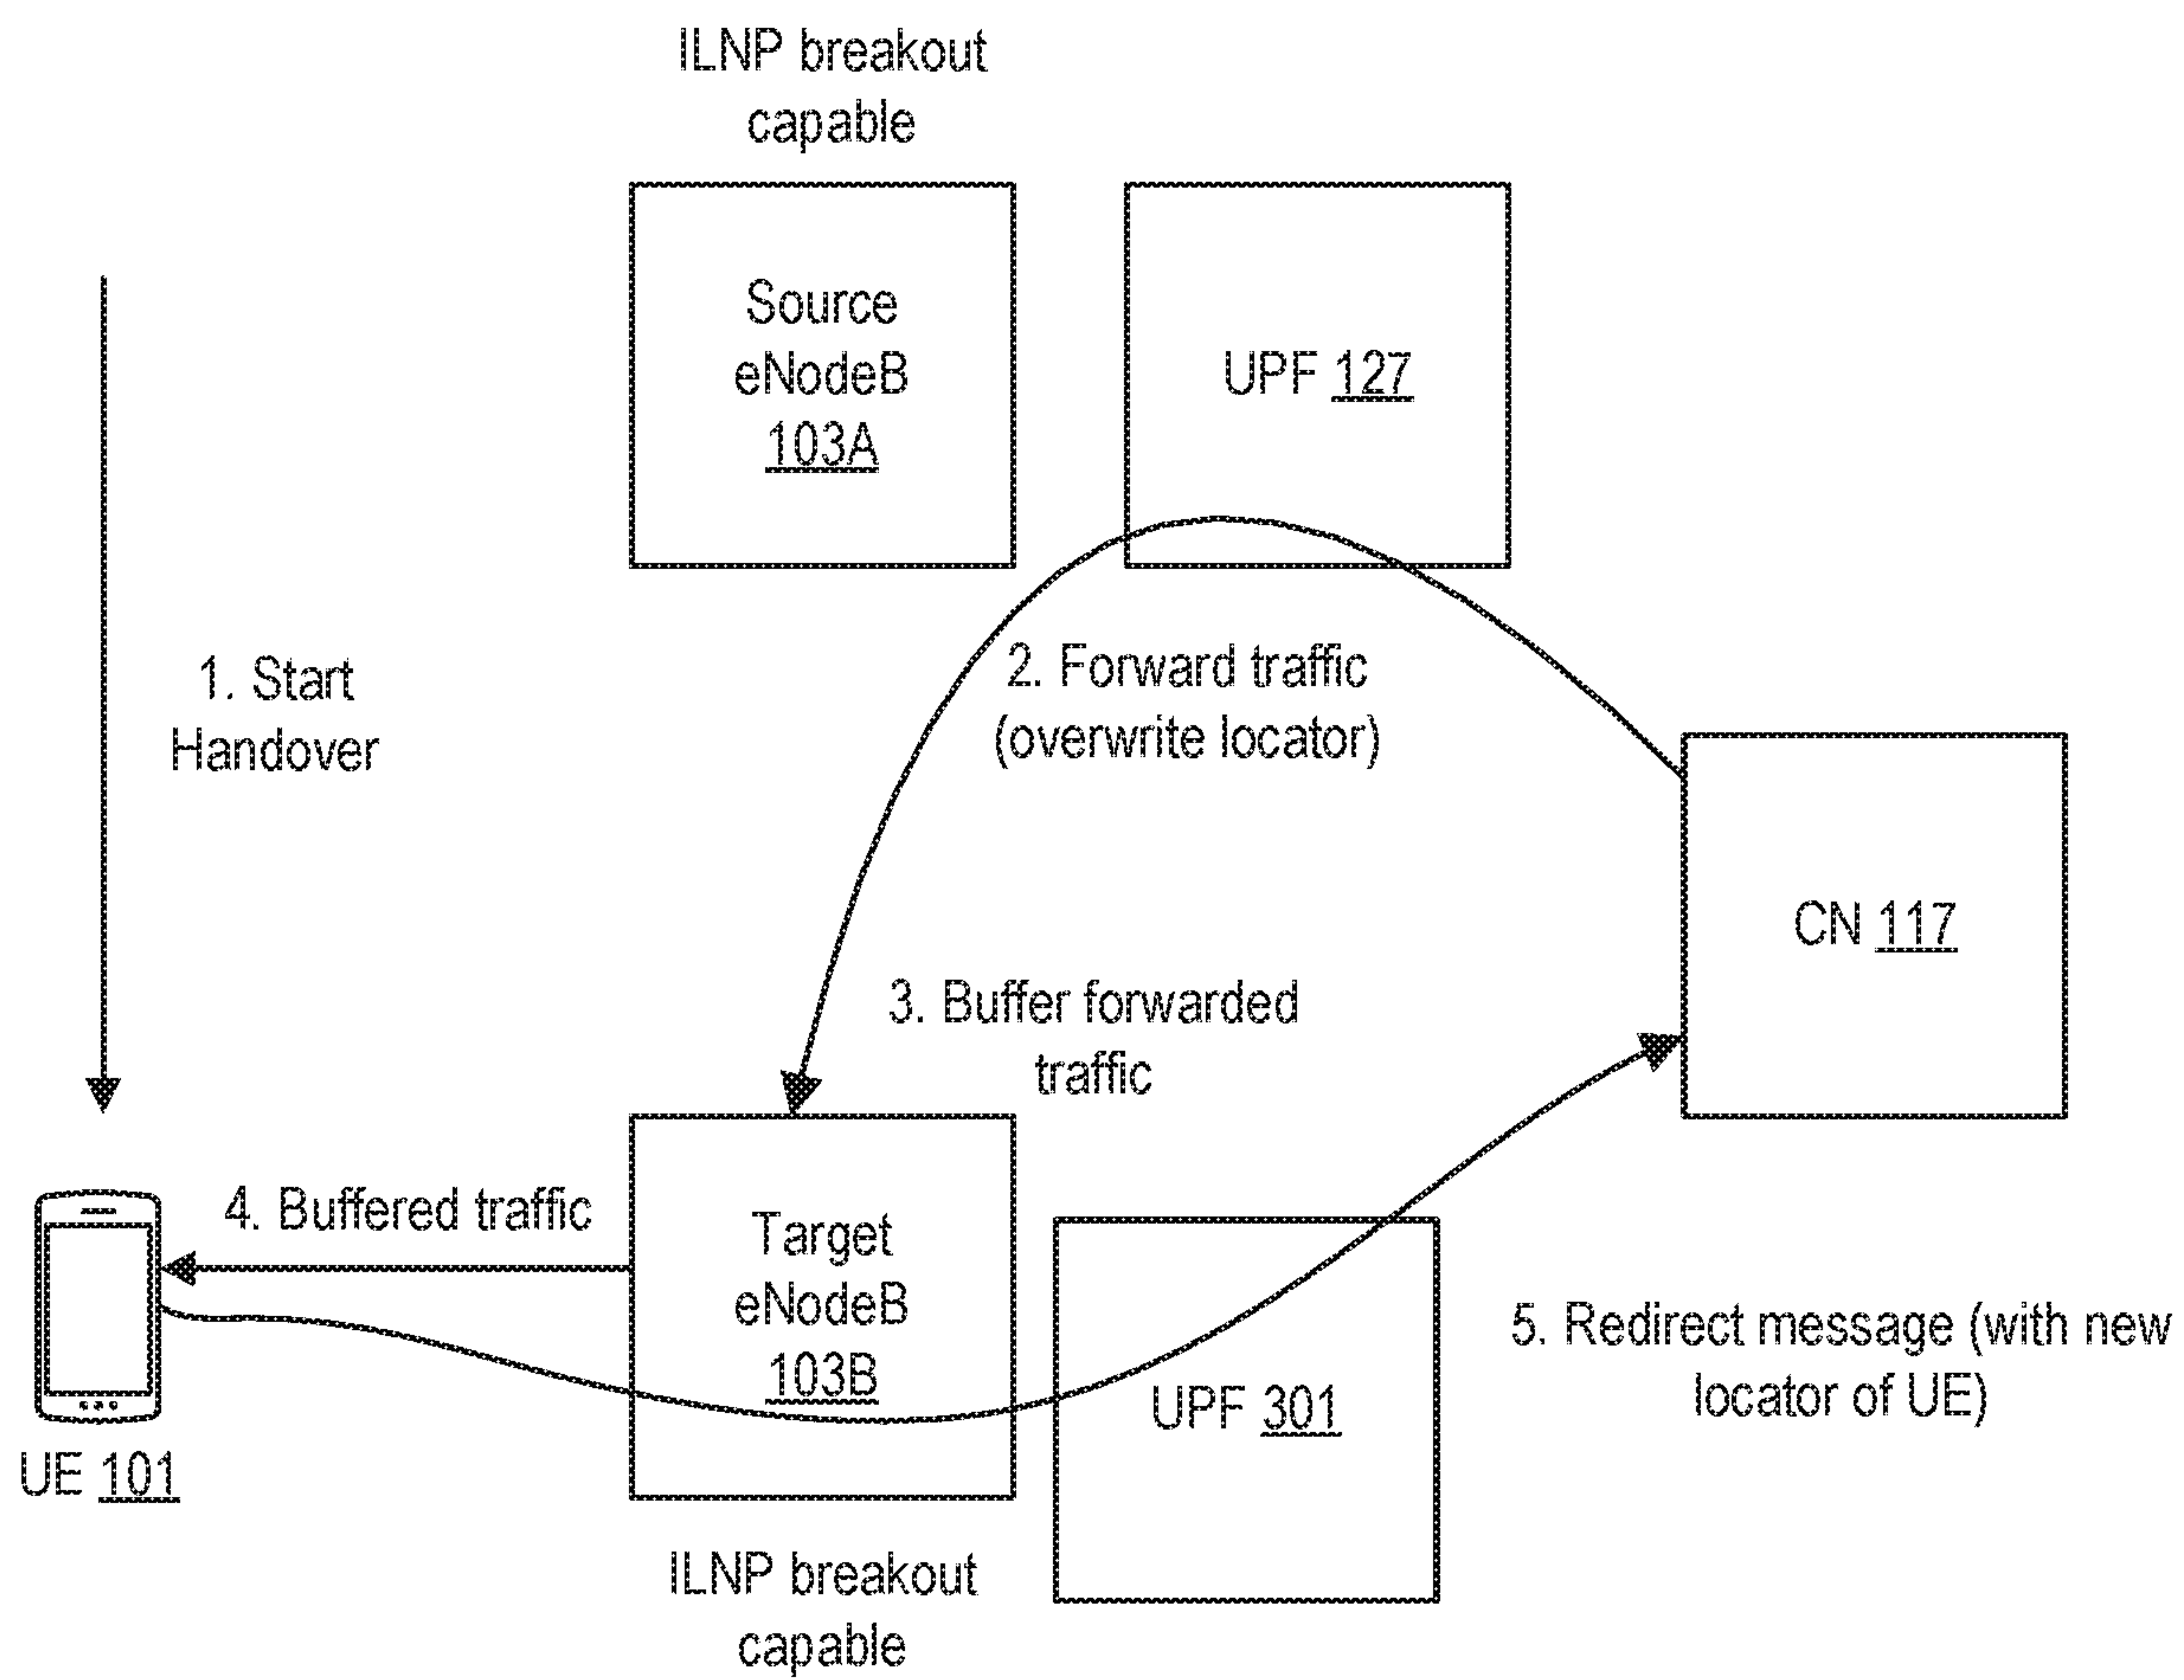 ILNP breakout
capable
Source
eNodeB
103A
UPF 127
1. Start
Handover
2. Forward traffic
(overwrite locator)
CN 117
3. Buffer forwarded
traffic
4. Buffered traffic
Target
eNodeB
103B
UPF 301
5. Redirect message (with new
locator of UE)
UE 101
ILNP breakout
capable